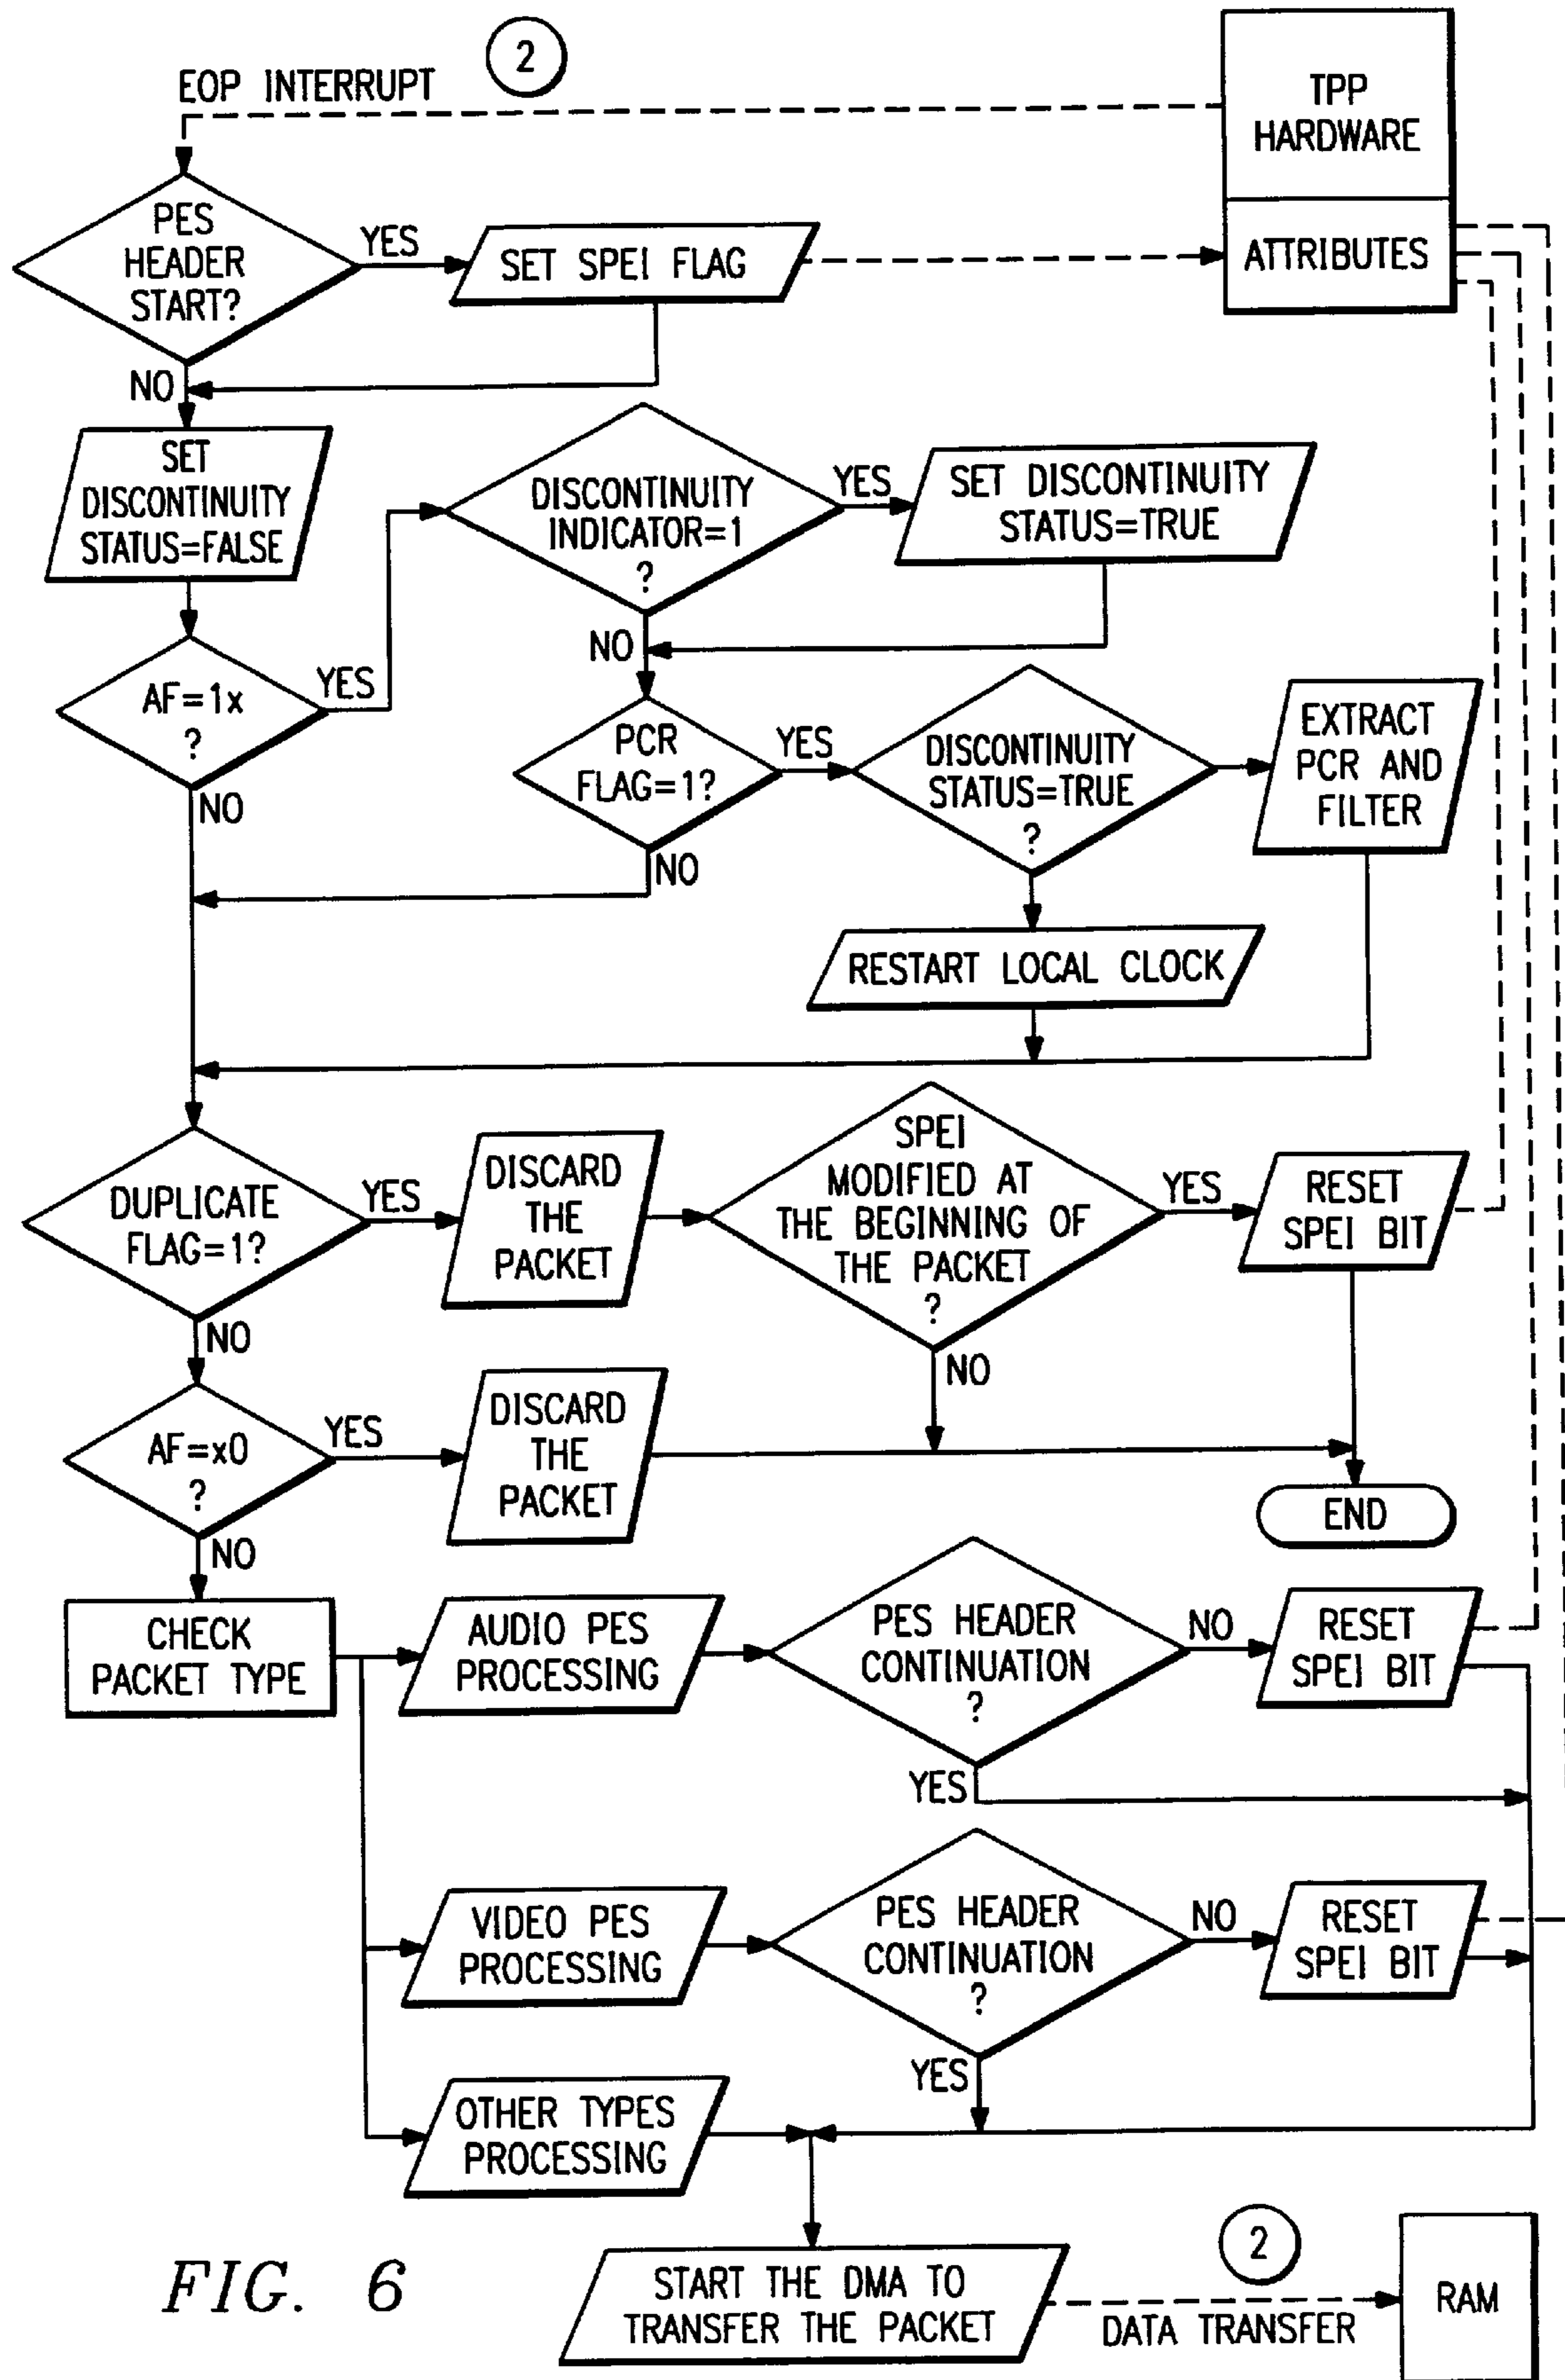 2
EOP INTERRUPT
TPP
HARDWARE
ATTRIBUTES
PES
HEADER
START?
YES
SET SPEI FLAG
NO
SET
DISCONTINUITY
STATUS=FALSE
DISCONTINUITY
INDICATOR=1
?
YES
SET DISCONTINUITY
STATUS=TRUE
NO
AF=1x
?
YES
NO
PCR
FLAG=1?
YES
NO
DISCONTINUITY
STATUS=TRUE
?
EXTRACT
PCR AND
FILTER
RESTART LOCAL CLOCK
DUPLICATE
FLAG=1?
YES
NO
DISCARD
THE
PACKET
SPEI
MODIFIED AT
THE BEGINNING OF
THE PACKET
?
YES
NO
RESET
SPEI BIT
AF=x0
?
YES
NO
DISCARD
THE
PACKET
END
CHECK
PACKET TYPE
AUDIO PES
PROCESSING
PES HEADER
CONTINUATION
?
NO
YES
RESET
SPEI BIT
VIDEO PES
PROCESSING
PES HEADER
CONTINUATION
?
NO
YES
RESET
SPEI BIT
OTHER TYPES
PROCESSING
START THE DMA TO
TRANSFER THE PACKET
2
DATA TRANSFER
RAM
FIG. 6